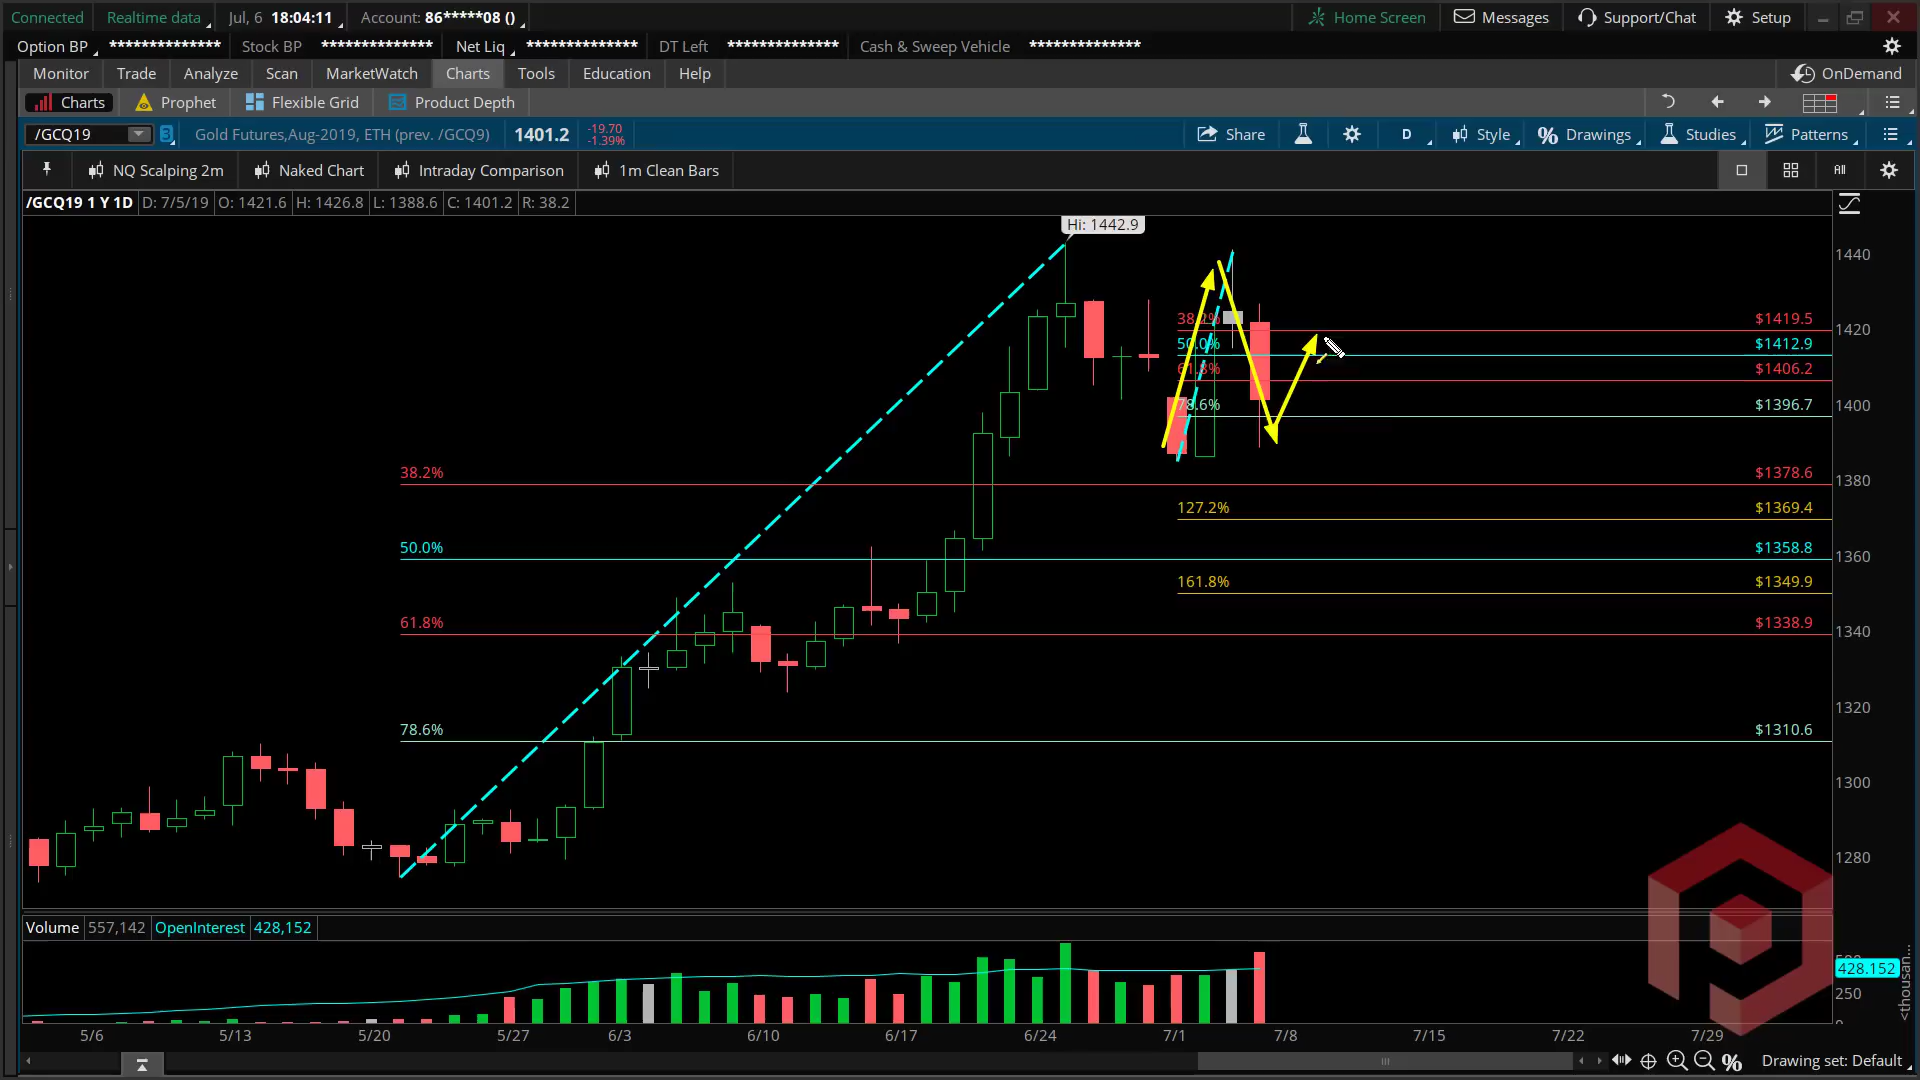 Connected Realtime data Jul, 6 18:04:11 Account: 86*****08 () Home Screen Messages Support/Chat Setup
Option BP ************** Stock BP ************** Net Liq ************** DT Left ************** Cash & Sweep Vehicle **************
Monitor Trade Analyze Scan MarketWatch Charts Tools Education Help OnDemand
Charts Prophet Flexible Grid Product Depth
/GCQ19 3 Gold Futures,Aug-2019, ETH (prev. /GCQ9) 1401.2 -19.70 -1.39% Share D Style Drawings Studies Patterns
NQ Scalping 2m Naked Chart Intraday Comparison 1m Clean Bars All
/GCQ19 1 Y 1D D: 7/5/19 O: 1421.6 H: 1426.8 L: 1388.6 C: 1401.2 R: 38.2
Hi: 1442.9
1440
38.2% $1419.5
1420
50.0% $1412.9
61.8% $1406.2
78.6% $1396.7 1400
38.2% $1378.6 1380
127.2% $1369.4
50.0% $1358.8 1360
161.8% $1349.9
61.8% $1338.9 1340
1320
78.6% $1310.6
1300
1280
Volume 557,142 OpenInterest 428,152
428.152
250
<thousan...
5/6 5/13 5/20 5/27 6/3 6/10 6/17 6/24 7/1 7/8 7/15 7/22 7/29
Drawing set: Default